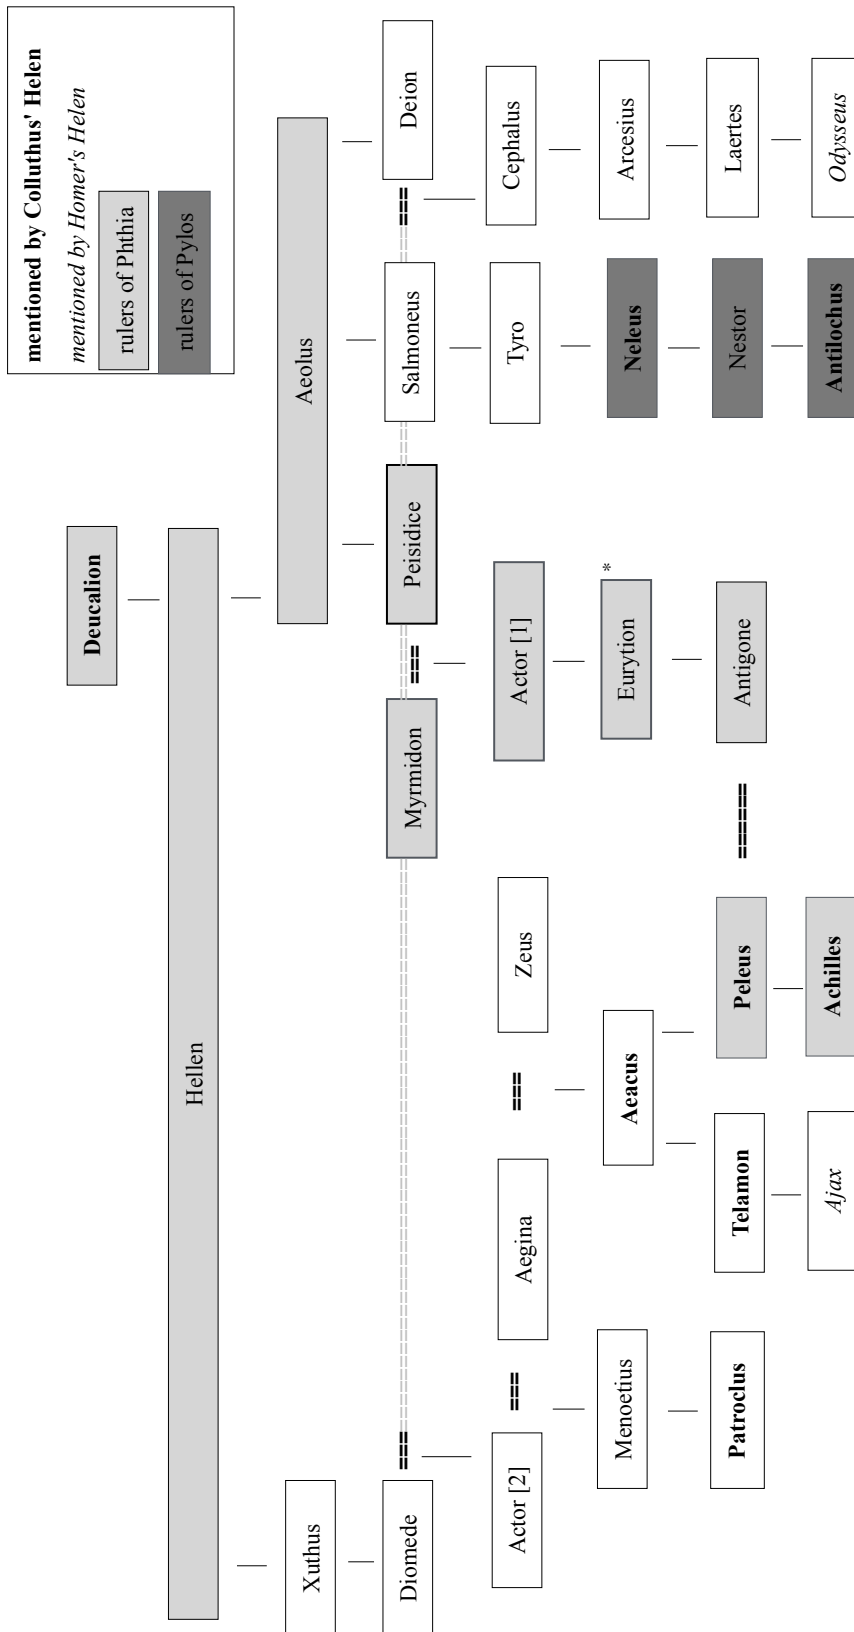 mentioned by Colluthus' Helen
mentioned by Homer's Helen
rulers of Phthia
rulers of Pylos
Deucalion
Hellen
Xuthus
Aeolus
Diomede
===
Myrmidon
===
Peisidice
Salmoneus
===
Deion
Actor [2]
===
Aegina
===
Zeus
Actor [1]
Tyro
Cephalus
Menoetius
Aeacus
Eurytion
*
Neleus
Arcesius
Patroclus
Telamon
Peleus
======
Antigone
Nestor
Laertes
Ajax
Achilles
Antilochus
Odysseus